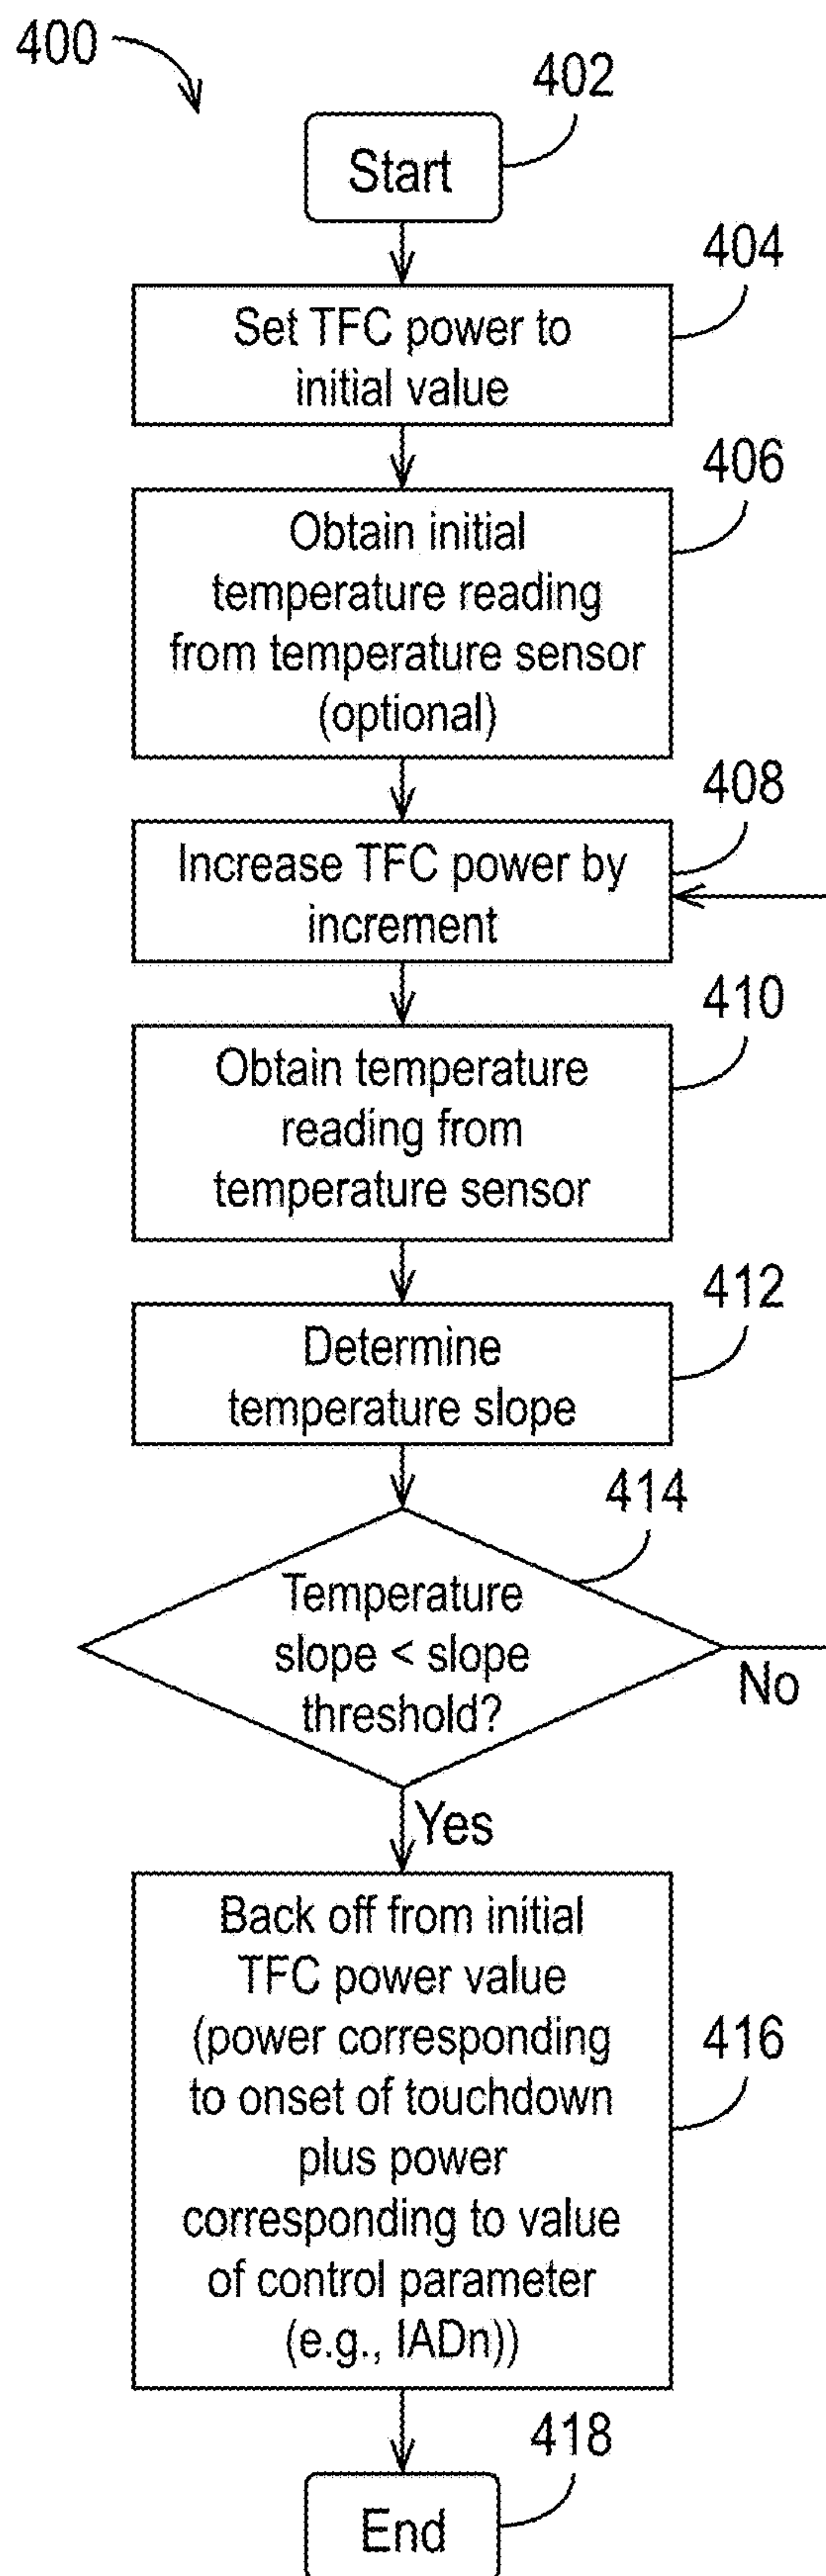 400
402
Start
404
Set TFC power to
initial value
406
Obtain initial
temperature reading
from temperature sensor
(optional)
408
Increase TFC power by
increment
410
Obtain temperature
reading from
temperature sensor
412
Determine
temperature slope
414
Temperature
slope < slope
threshold?
No
Yes
Back off from initial
TFC power value
(power corresponding
to onset of touchdown
plus power
corresponding to value
of control parameter
(e.g., IADn))
416
418
End